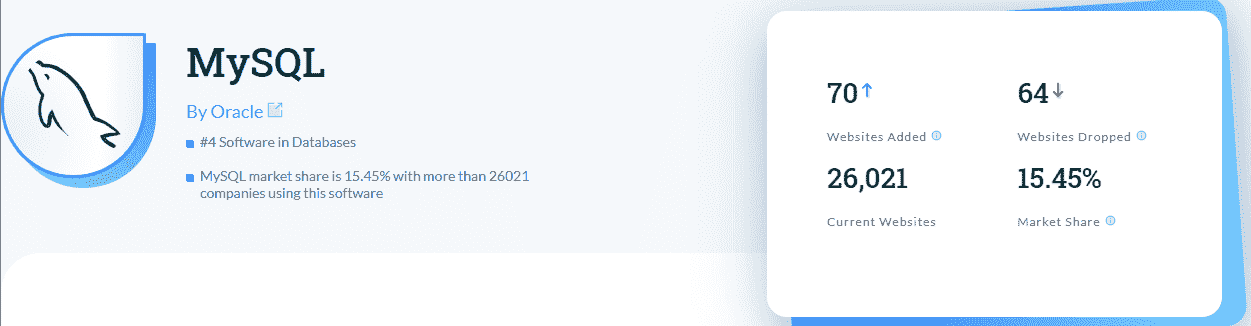 MySQL
By Oracle
#4 Software in Databases
MySQL market share is 15.45% with more than 26021
companies using this software
70 64
Websites Added Websites Dropped
26,021 15.45%
Current Websites Market Share